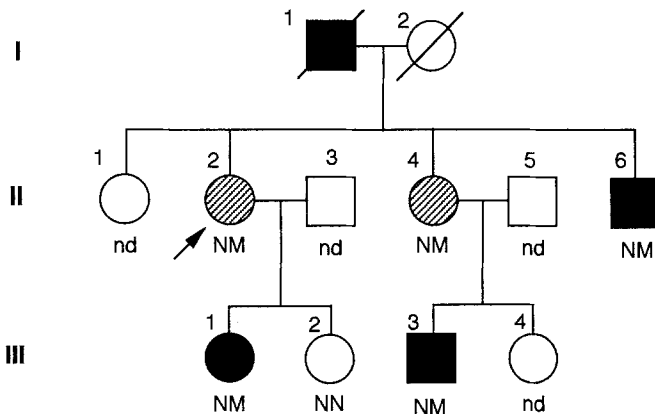 I 1 2
II 1 2 3 4 5 6
nd NM nd NM nd NM
III 1 2 3 4
NM NN NM nd